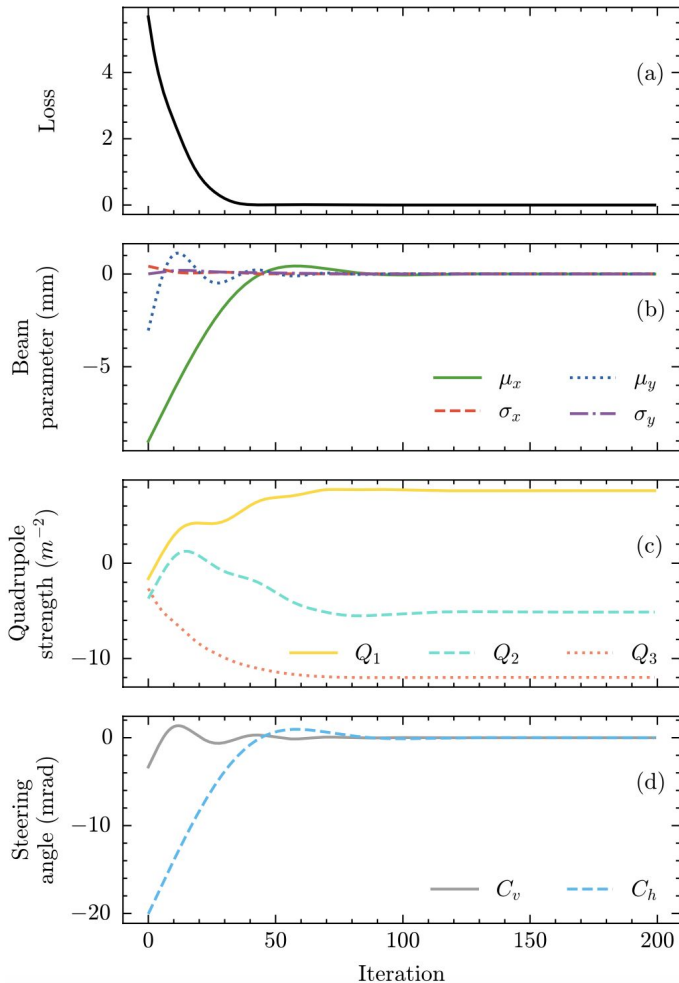 4
2
0
Loss
(a)
0
−5
Beam
parameter (mm)
(b)
μx μy
σx σy
0
−10
Quadrupole
strength (m⁻²)
(c)
Q1 Q2 Q3
0
−10
−20
Steering
angle (mrad)
(d)
Cv Ch
0 50 100 150 200
Iteration